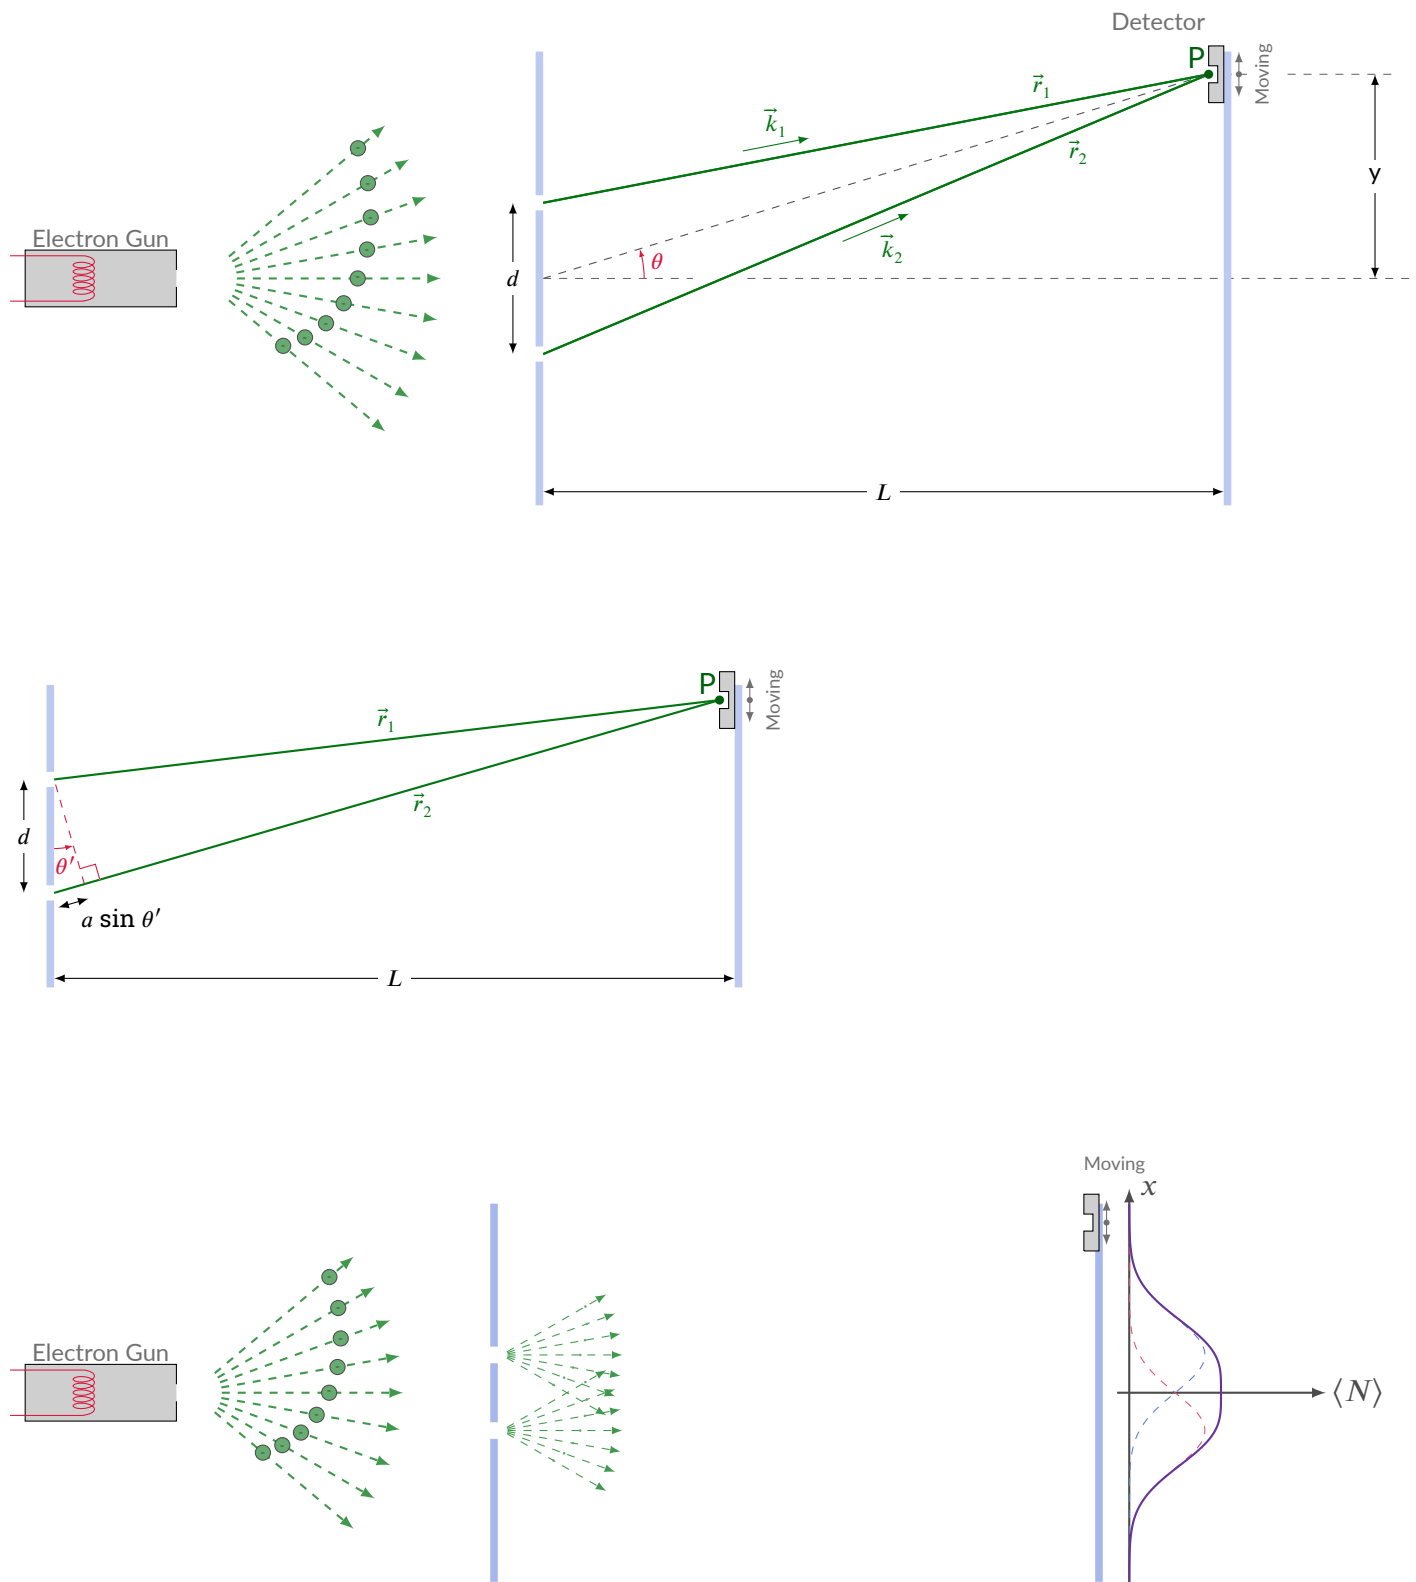 Detector
P
Moving
r⃗₁
k⃗₁
r⃗₂
y
Electron Gun
k⃗₂
θ
d
L
P
Moving
r⃗₁
r⃗₂
d
θ′
a sin θ′
L
Moving
x
Electron Gun
⟨N⟩